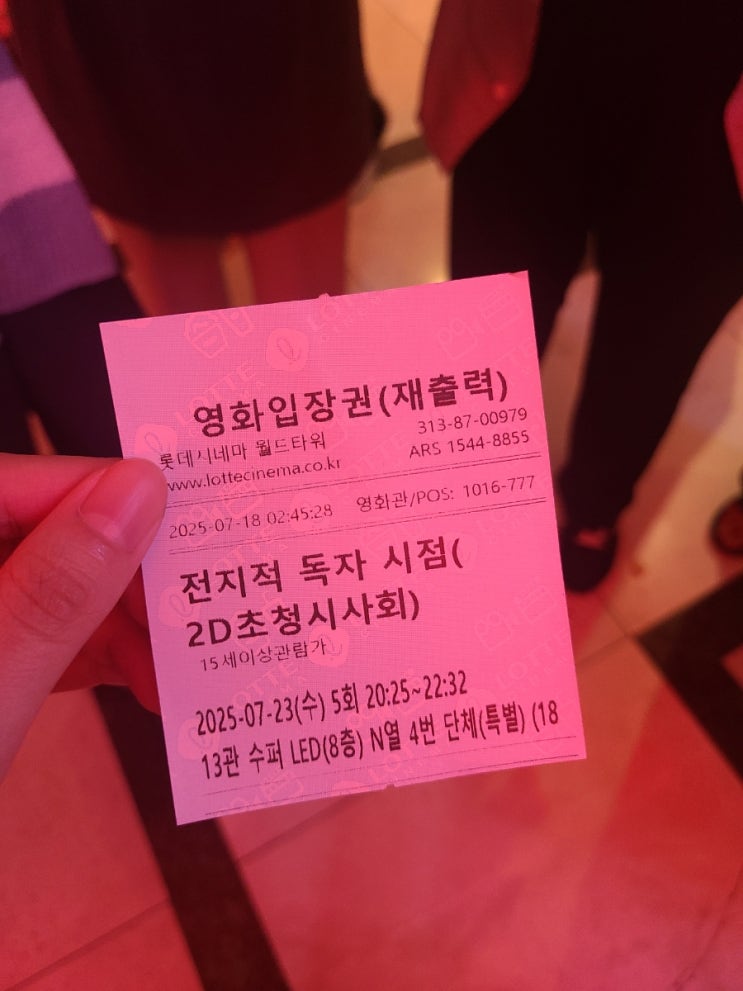 영화입장권(재출력)
롯데시네마 월드타워 313-87-00979
www.lottecinema.co.kr ARS 1544-8855
2025-07-18 02:45:28 영화관/POS: 1016-777
전지적 독자 시점(
2D초청시사회)
15세이상관람가
2025-07-23(수) 5회 20:25~22:32
13관 수퍼 LED(8층) N열 4번 단체(특별) (18